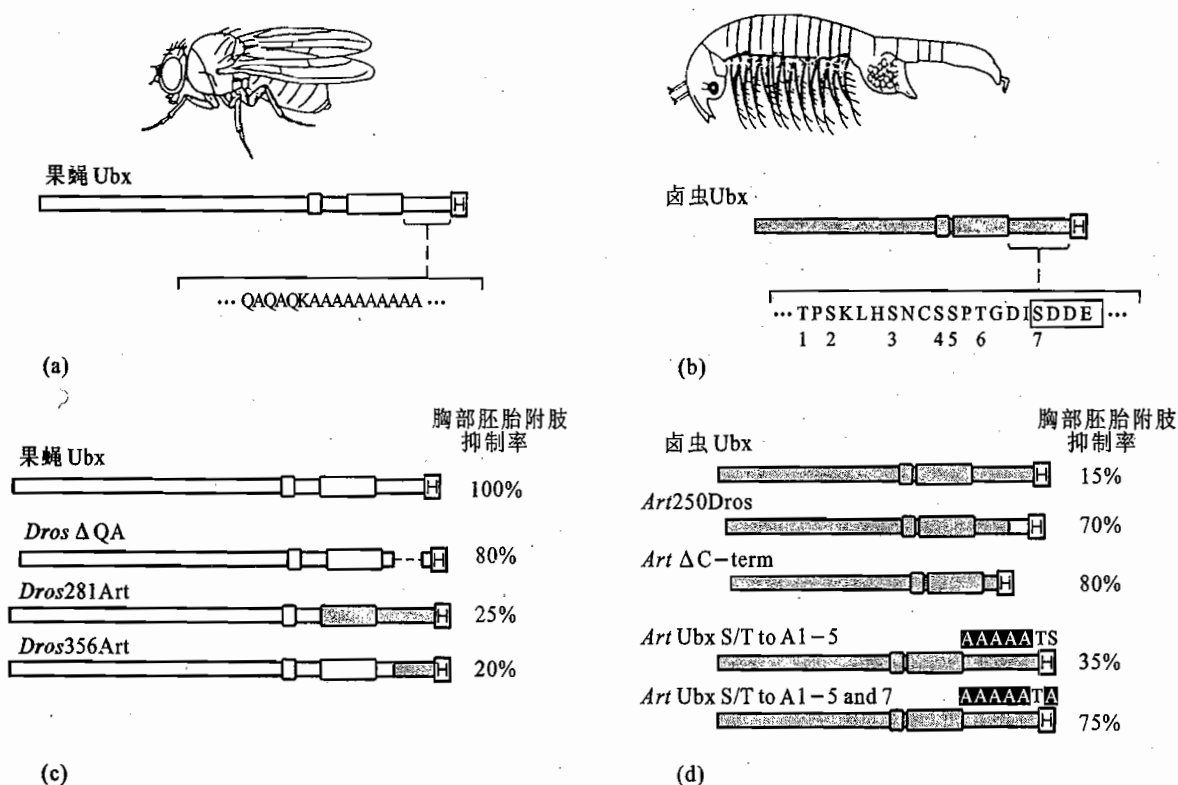 果蝇 Ubx
H
··· QAQAQKAAAAAAAAAA ···
(a)
卤虫Ubx
H
···TPSKLHSNCSSPTGDISDDE ···
1 2 3 4 5 6 7
(b)
胸部胚胎附肢
抑制率
果蝇 Ubx
H 100%
Dros Δ QA
H 80%
Dros281Art
H 25%
Dros356Art
H 20%
(c)
胸部胚胎附肢
抑制率
卤虫 Ubx
H 15%
Art250Dros
H 70%
Art ΔC-term
H 80%
Art Ubx S/T to A1-5 AAAAATS
H 35%
Art Ubx S/T to A1-5 and 7 AAAAATA
H 75%
(d)